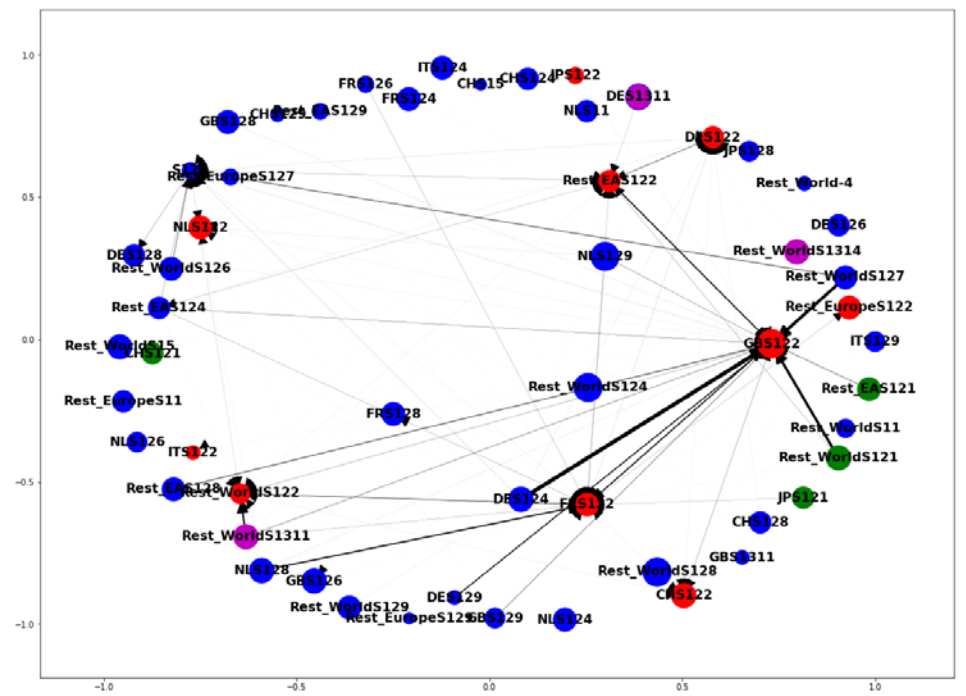 1.0
ITS124
FRS126
CHS15
CHS124
JPS122
FRS124
DES1311
GBS128
Rest_EAS129
NLS11
JPS128
Rest_EuropeS127
Rest_EAS122
Rest_World-4
0.5
NLS112
DES126
DES128
Rest_WorldS126
NLS129
Rest_WorldS1314
Rest_WorldS127
Rest_EAS124
Rest_EuropeS122
0.0
Rest_WorldS15
CHS121
GBS122
ITS129
Rest_EuropeS11
Rest_WorldS124
Rest_EAS121
FRS128
Rest_WorldS11
NLS126
ITS122
Rest_WorldS121
−0.5
Rest_EAS128
Rest_WorldS122
DES124
JPS121
Rest_WorldS1311
CHS128
NLS128
GBS126
Rest_WorldS128
GBS1311
Rest_WorldS129
DES129
CHS122
−1.0
Rest_EuropeS129
GBS129
NLS124
−1.0
−0.5
0.0
0.5
1.0